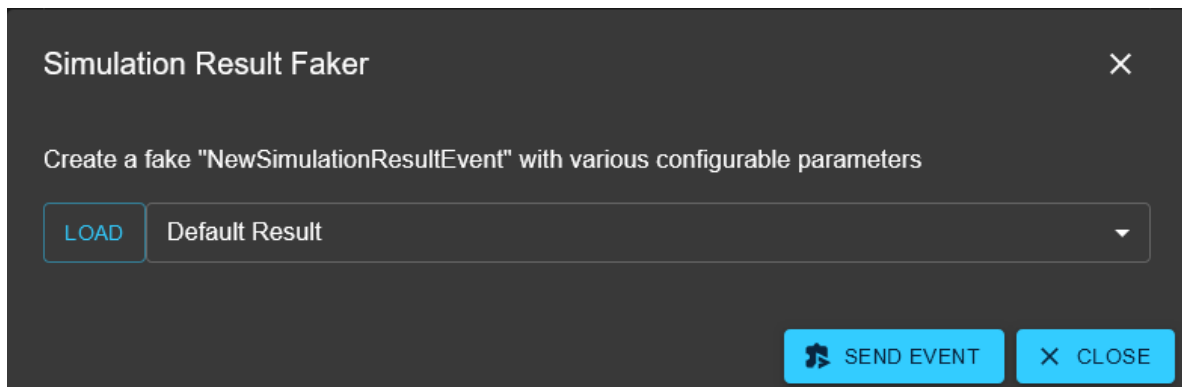 Simulation Result Faker
Create a fake "NewSimulationResultEvent" with various configurable parameters
LOAD Default Result
SEND EVENT CLOSE